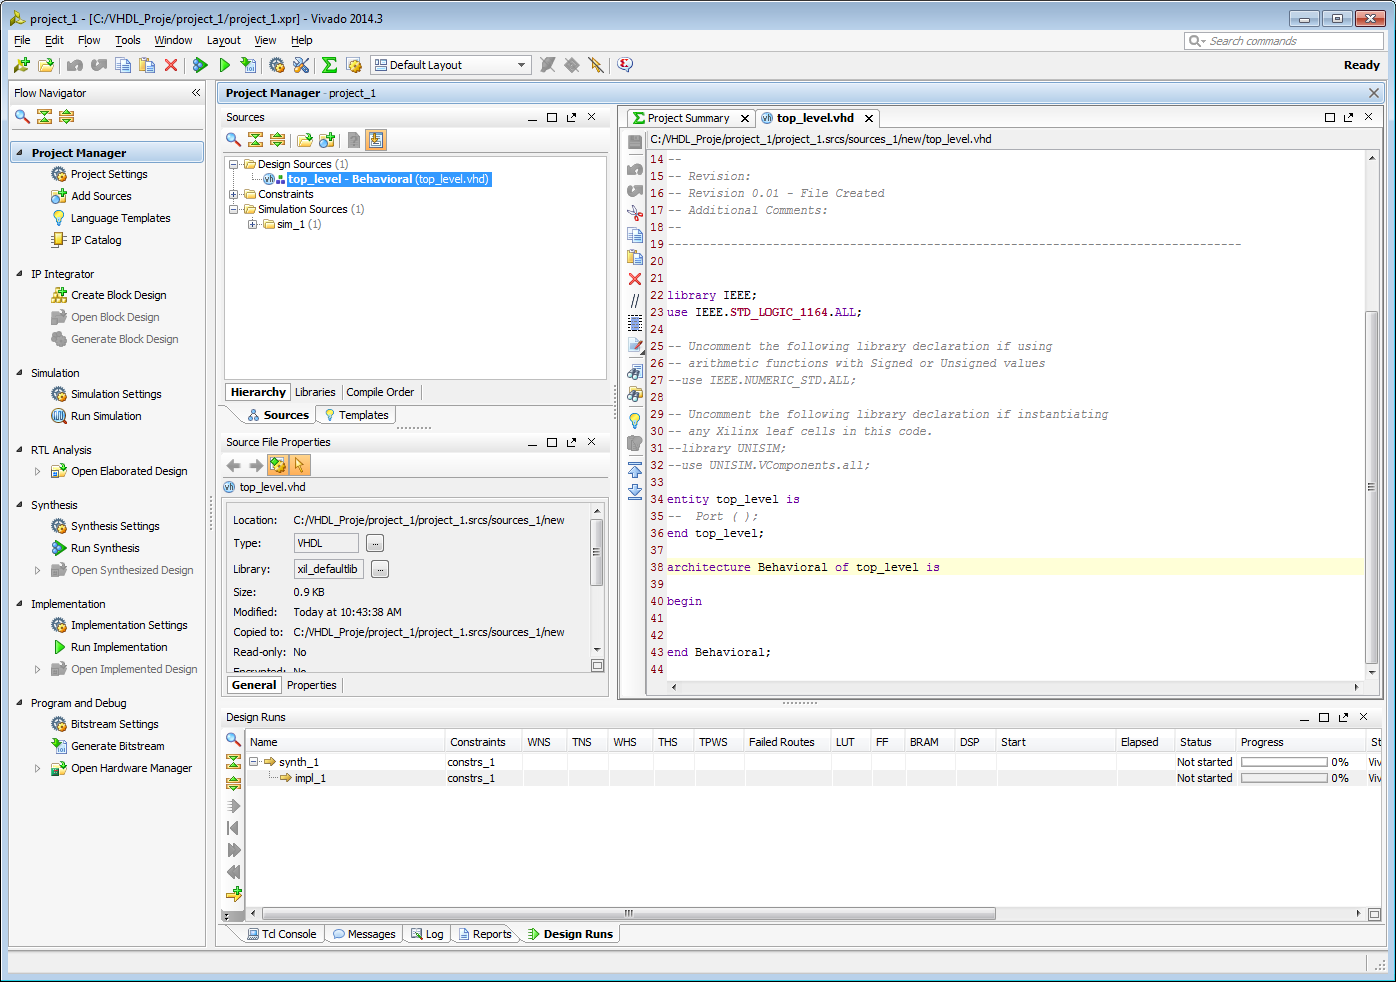 project_1 - [C:/VHDL_Proje/project_1/project_1.xpr] - Vivado 2014.3
File Edit Flow Tools Window Layout View Help
Search commands
Default Layout
Ready
Flow Navigator
Project Manager
Project Settings
Add Sources
Language Templates
IP Catalog
IP Integrator
Create Block Design
Open Block Design
Generate Block Design
Simulation
Simulation Settings
Run Simulation
RTL Analysis
Open Elaborated Design
Synthesis
Synthesis Settings
Run Synthesis
Open Synthesized Design
Implementation
Implementation Settings
Run Implementation
Open Implemented Design
Program and Debug
Bitstream Settings
Generate Bitstream
Open Hardware Manager
Project Manager - project_1
Sources
Design Sources (1)
top_level - Behavioral (top_level.vhd)
Constraints
Simulation Sources (1)
sim_1 (1)
Hierarchy Libraries Compile Order
Sources Templates
Source File Properties
top_level.vhd
Location: C:/VHDL_Proje/project_1/project_1.srcs/sources_1/new
Type: VHDL ...
Library: xil_defaultlib ...
Size: 0.9 KB
Modified: Today at 10:43:38 AM
Copied to: C:/VHDL_Proje/project_1/project_1.srcs/sources_1/new
Read-only: No
Encrypted: No
General Properties
Project Summary top_level.vhd
C:/VHDL_Proje/project_1/project_1.srcs/sources_1/new/top_level.vhd
14 --
15 -- Revision:
16 -- Revision 0.01 - File Created
17 -- Additional Comments:
18 --
19 ----------------------------------------------------------------------------------
20
21
22 library IEEE;
23 use IEEE.STD_LOGIC_1164.ALL;
24
25 -- Uncomment the following library declaration if using
26 -- arithmetic functions with Signed or Unsigned values
27 --use IEEE.NUMERIC_STD.ALL;
28
29 -- Uncomment the following library declaration if instantiating
30 -- any Xilinx leaf cells in this code.
31 --library UNISIM;
32 --use UNISIM.VComponents.all;
33
34 entity top_level is
35 --  Port ( );
36 end top_level;
37
38 architecture Behavioral of top_level is
39
40 begin
41
42
43 end Behavioral;
44
Design Runs
Name Constraints WNS TNS WHS THS TPWS Failed Routes LUT FF BRAM DSP Start Elapsed Status Progress St
synth_1 constrs_1 Not started 0% Viv
impl_1 constrs_1 Not started 0% Viv
Tcl Console Messages Log Reports Design Runs